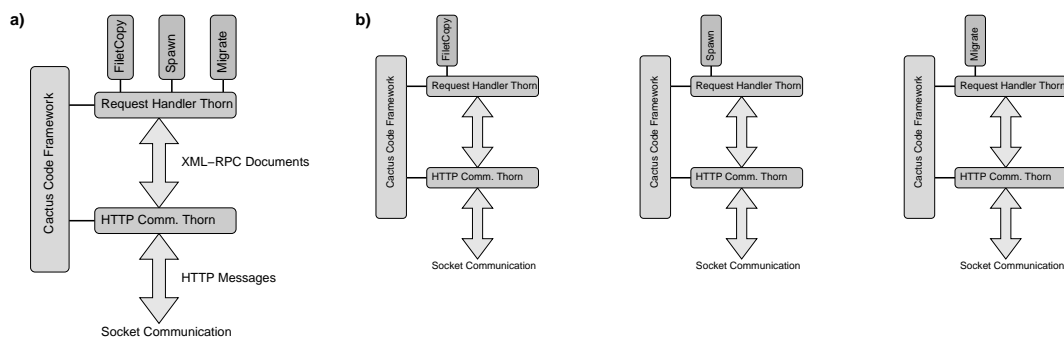 a)
FiletCopy
Spawn
Migrate
Cactus Code Framework
Request Handler Thorn
XML−RPC Documents
HTTP Comm. Thorn
HTTP Messages
Socket Communication
b)
FiletCopy
Cactus Code Framework
Request Handler Thorn
HTTP Comm. Thorn
Socket Communication
Spawn
Cactus Code Framework
Request Handler Thorn
HTTP Comm. Thorn
Socket Communication
Migrate
Cactus Code Framework
Request Handler Thorn
HTTP Comm. Thorn
Socket Communication